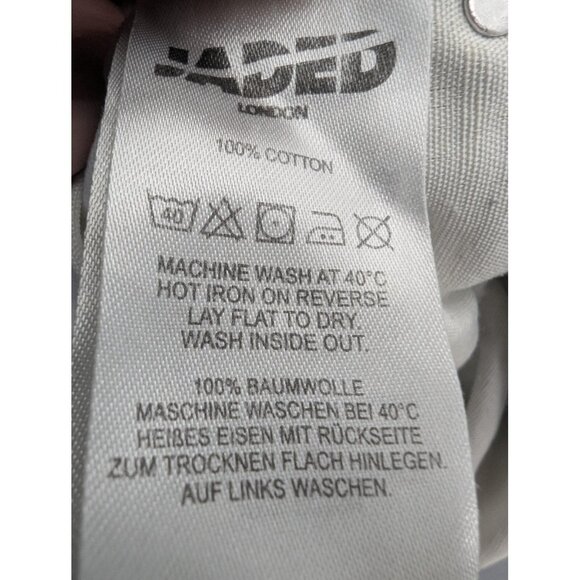 JADED
LONDON
100% COTTON
40
MACHINE WASH AT 40°C
HOT IRON ON REVERSE
LAY FLAT TO DRY.
WASH INSIDE OUT.
100% BAUMWOLLE
MASCHINE WASCHEN BEI 40°C
HEIßES EISEN MIT RÜCKSEITE
ZUM TROCKNEN FLACH HINLEGEN.
AUF LINKS WASCHEN.